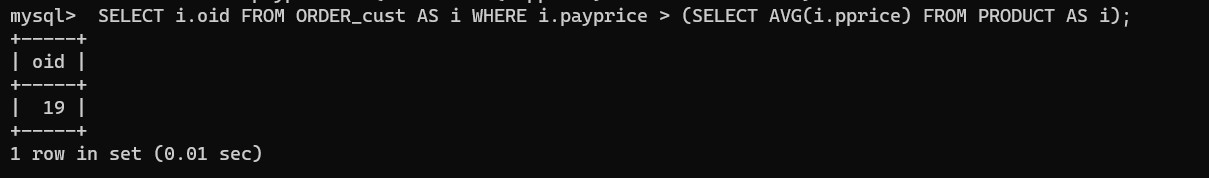 mysql>  SELECT i.oid FROM ORDER_cust AS i WHERE i.payprice > (SELECT AVG(i.pprice) FROM PRODUCT AS i);
+-----+
| oid |
+-----+
|  19 |
+-----+
1 row in set (0.01 sec)